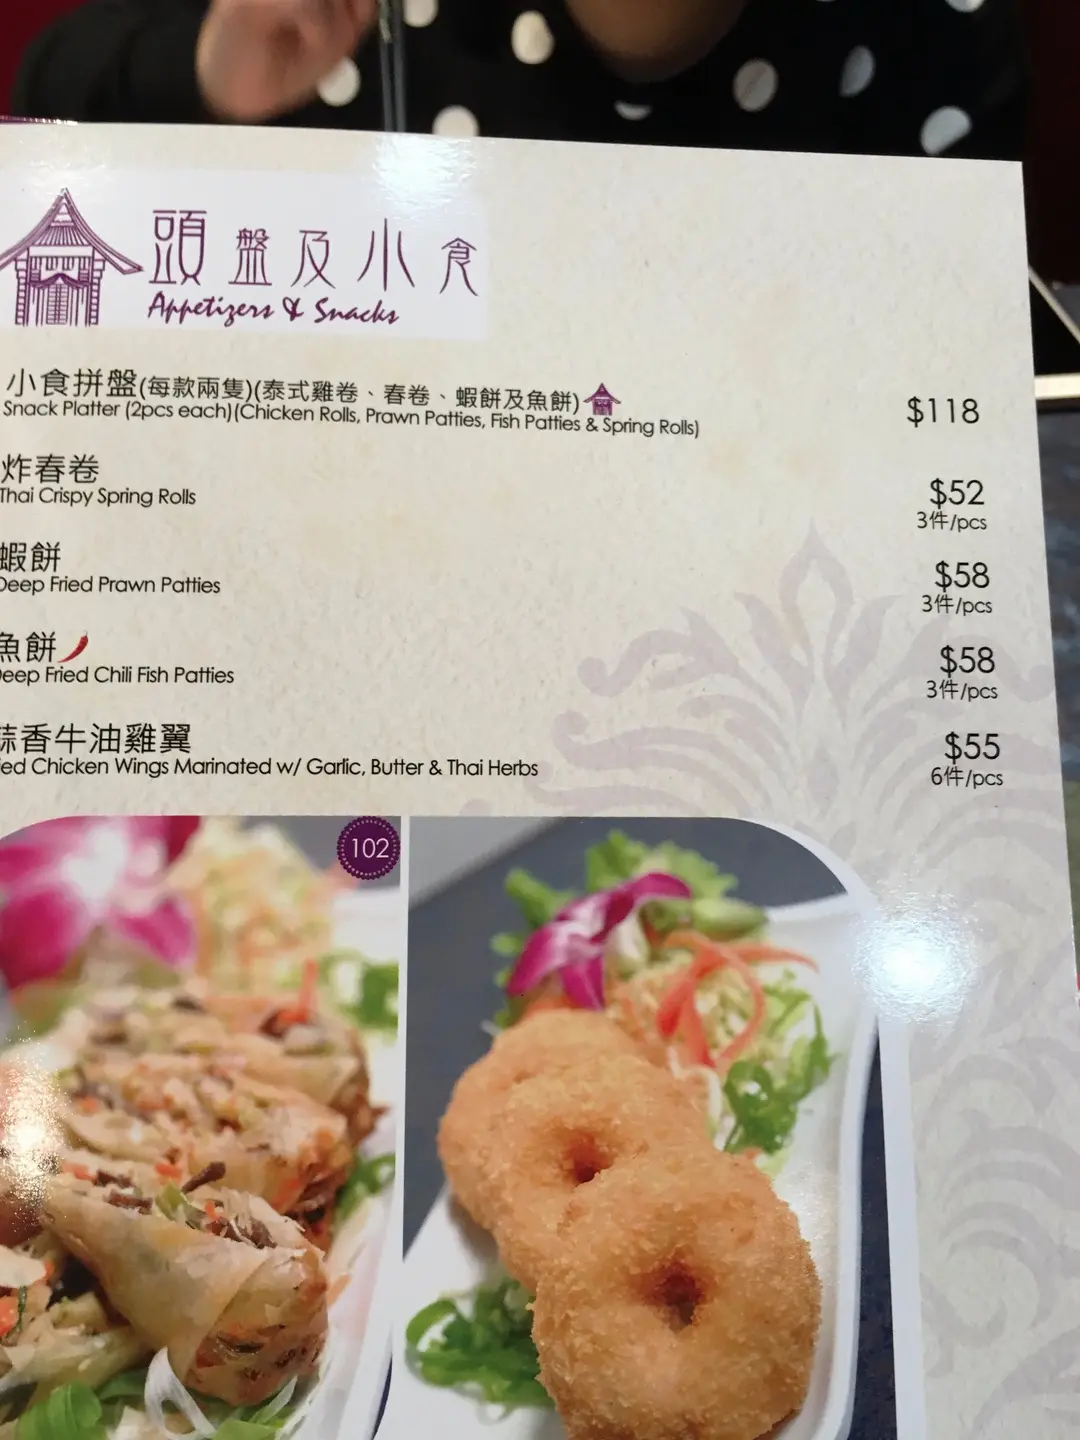 頭盤及小食
Appetizers & Snacks
小食拼盤(每款兩隻)(泰式雞卷、春卷、蝦餅及魚餅)
Snack Platter (2pcs each)(Chicken Rolls, Prawn Patties, Fish Patties & Spring Rolls)
$118
炸春卷
Thai Crispy Spring Rolls
$52
3件/pcs
蝦餅
Deep Fried Prawn Patties
$58
3件/pcs
魚餅
Deep Fried Chili Fish Patties
$58
3件/pcs
蒜香牛油雞翼
Chicken Wings Marinated w/ Garlic, Butter & Thai Herbs
$55
6件/pcs
102